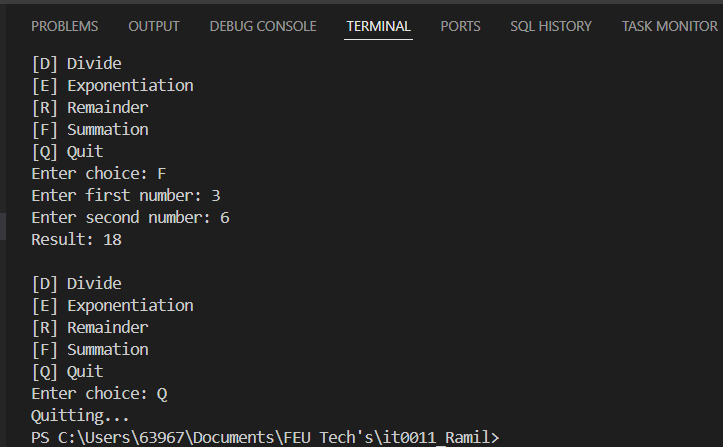 PROBLEMS OUTPUT DEBUG CONSOLE TERMINAL PORTS SQL HISTORY TASK MONITOR
[D] Divide
[E] Exponentiation
[R] Remainder
[F] Summation
[Q] Quit
Enter choice: F
Enter first number: 3
Enter second number: 6
Result: 18
[D] Divide
[E] Exponentiation
[R] Remainder
[F] Summation
[Q] Quit
Enter choice: Q
Quitting...
PS C:\Users\63967\Documents\FEU Tech's\it0011_Ramil>